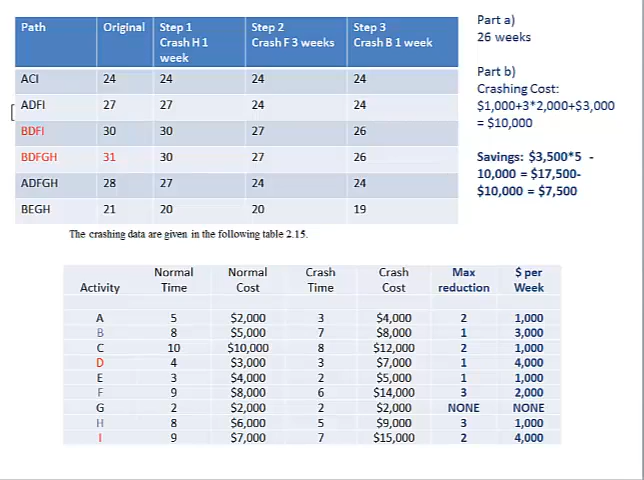 Path Original Step 1 Crash H 1 week Step 2 Crash F 3 weeks Step 3 Crash B 1 week
ACI 24 24 24 24
ADFI 27 27 24 24
BDFI 30 30 27 26
BDFGH 31 30 27 26
ADFGH 28 27 24 24
BEGH 21 20 20 19
Part a)
26 weeks
Part b)
Crashing Cost:
$1,000+3*2,000+$3,000
= $10,000
Savings: $3,500*5 -
10,000 = $17,500-
$10,000 = $7,500
The crashing data are given in the following table 2.15.
Activity Normal Time Normal Cost Crash Time Crash Cost Max reduction $ per Week
A 5 $2,000 3 $4,000 2 1,000
B 8 $5,000 7 $8,000 1 3,000
C 10 $10,000 8 $12,000 2 1,000
D 4 $3,000 3 $7,000 1 4,000
E 3 $4,000 2 $5,000 1 1,000
F 9 $8,000 6 $14,000 3 2,000
G 2 $2,000 2 $2,000 NONE NONE
H 8 $6,000 5 $9,000 3 1,000
I 9 $7,000 7 $15,000 2 4,000